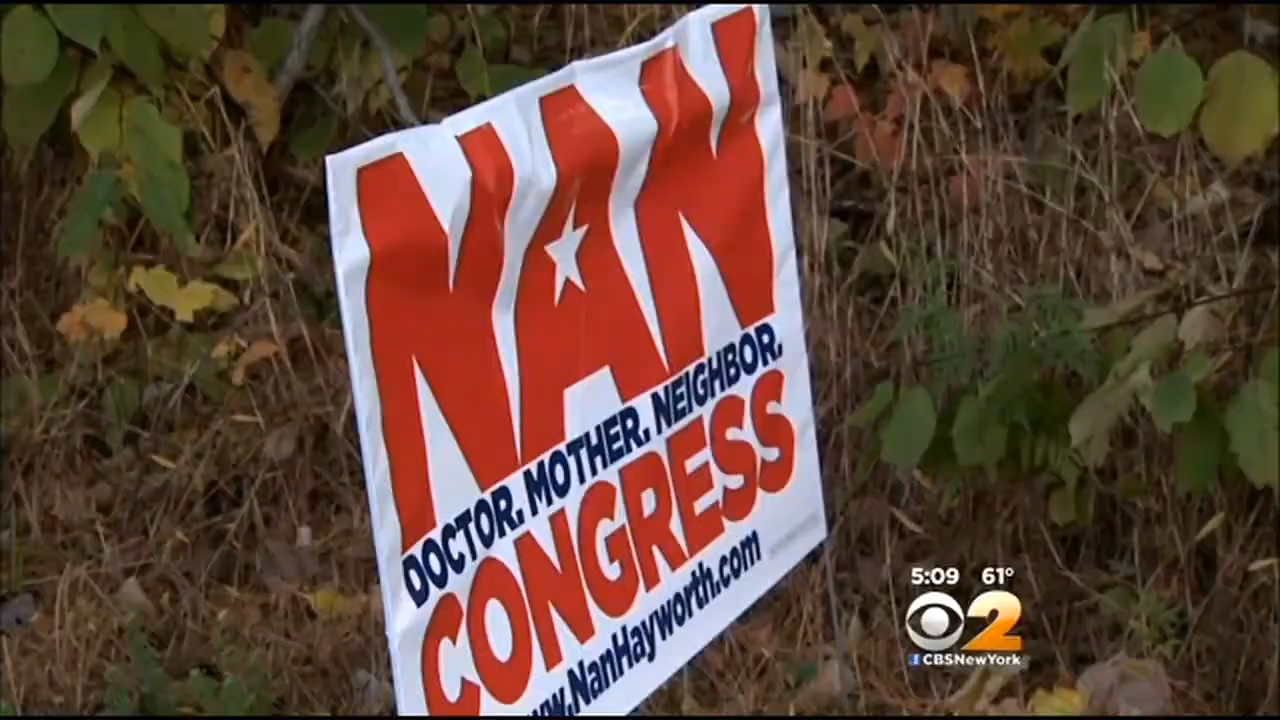 NAN
DOCTOR. MOTHER. NEIGHBOR.
CONGRESS
www.NanHayworth.com
5:09 61°
2
f CBSNewYork